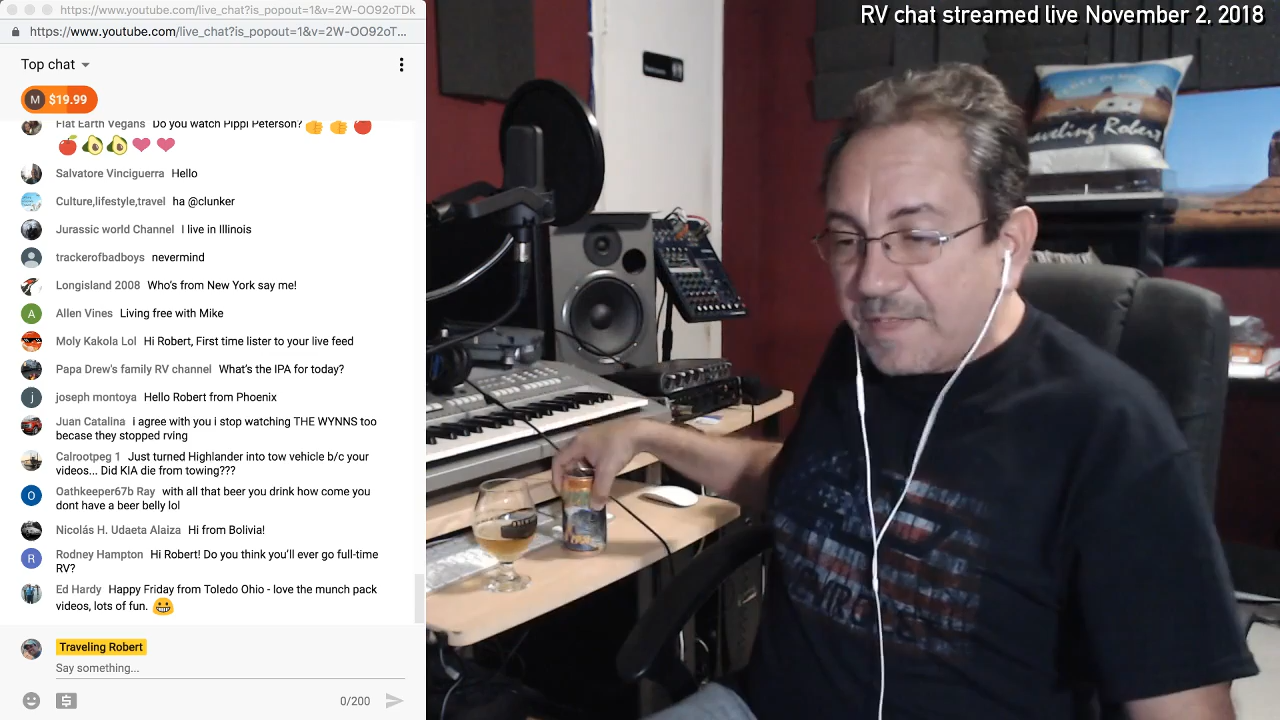 https://www.youtube.com/live_chat?is_popout=1&v=2W-OO92oTDk
https://www.youtube.com/live_chat?is_popout=1&v=2W-OO92oT...
Top chat
M $19.99
Flat Earth Vegans Do you watch Pippi Peterson? 👍 👍 🍎
🍎 🥑 🥑 ❤ ❤
Salvatore Vinciguerra Hello
Culture,lifestyle,travel ha @clunker
Jurassic world Channel I live in Illinois
trackerofbadboys nevermind
Longisland 2008 Who's from New York say me!
A Allen Vines Living free with Mike
Moly Kakola Lol Hi Robert, First time lister to your live feed
Papa Drew's family RV channel What's the IPA for today?
j joseph montoya Hello Robert from Phoenix
Juan Catalina i agree with you i stop watching THE WYNNS too
becase they stopped rving
Calrootpeg 1 Just turned Highlander into tow vehicle b/c your
videos... Did KIA die from towing???
O Oathkeeper67b Ray with all that beer you drink how come you
dont have a beer belly lol
Nicolás H. Udaeta Alaiza Hi from Bolivia!
R Rodney Hampton Hi Robert! Do you think you'll ever go full-time
RV?
Ed Hardy Happy Friday from Toledo Ohio - love the munch pack
videos, lots of fun. 😀
Traveling Robert
Say something...
0/200
RV chat streamed live November 2, 2018
Traveling Robert